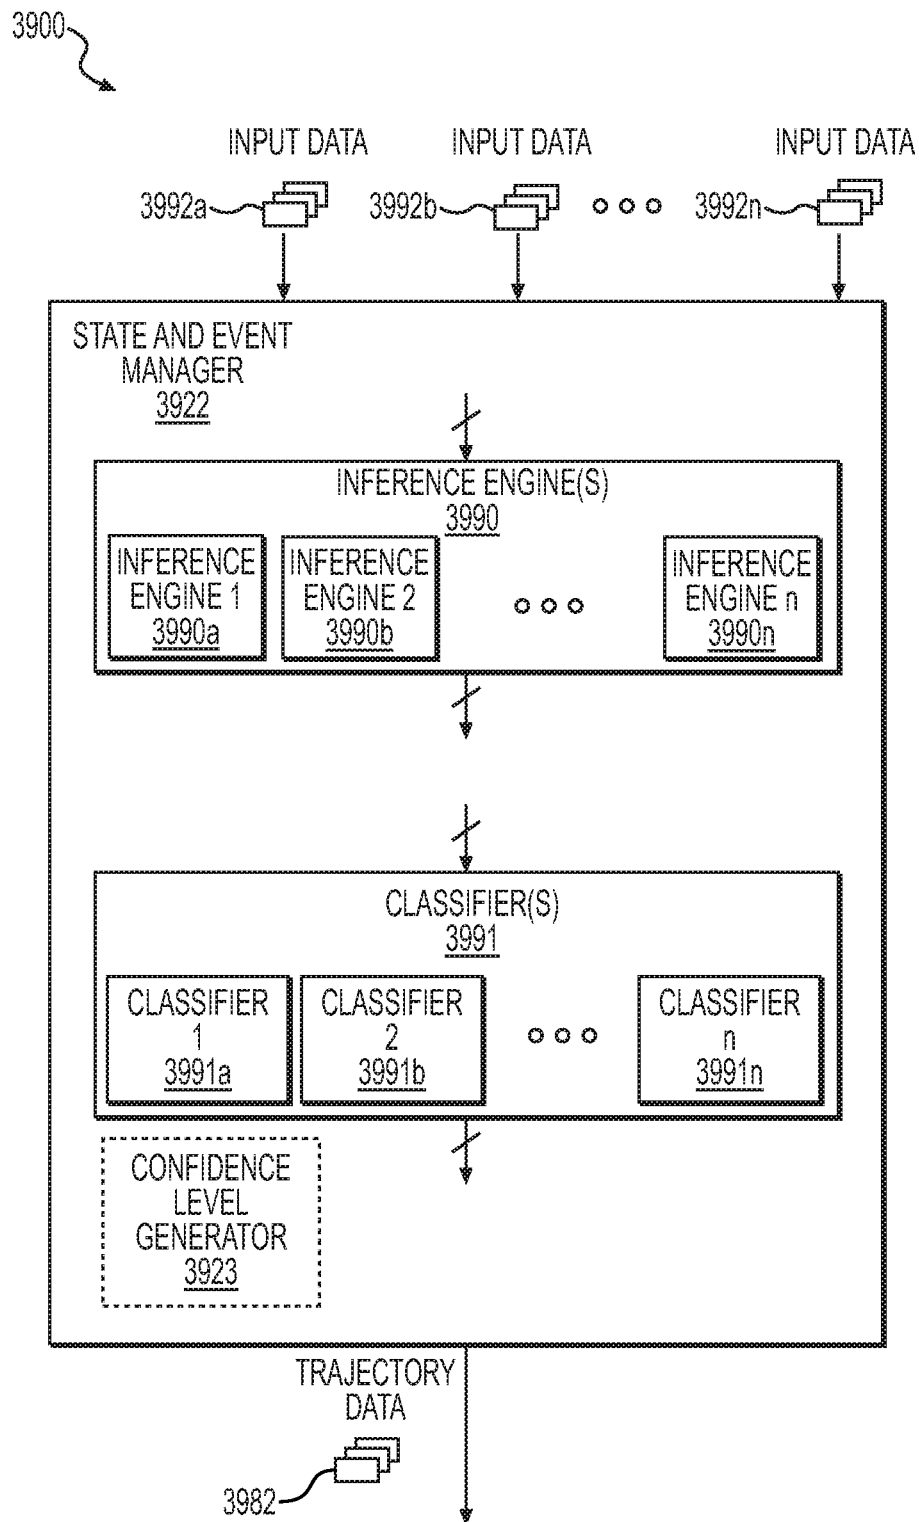 3900
INPUT DATA
INPUT DATA
INPUT DATA
3992a
3992b
3992n
STATE AND EVENT
MANAGER
3922
INFERENCE ENGINE(S)
3990
INFERENCE
ENGINE 1
3990a
INFERENCE
ENGINE 2
3990b
INFERENCE
ENGINE n
3990n
CLASSIFIER(S)
3991
CLASSIFIER
1
3991a
CLASSIFIER
2
3991b
CLASSIFIER
n
3991n
CONFIDENCE
LEVEL
GENERATOR
3923
TRAJECTORY
DATA
3982